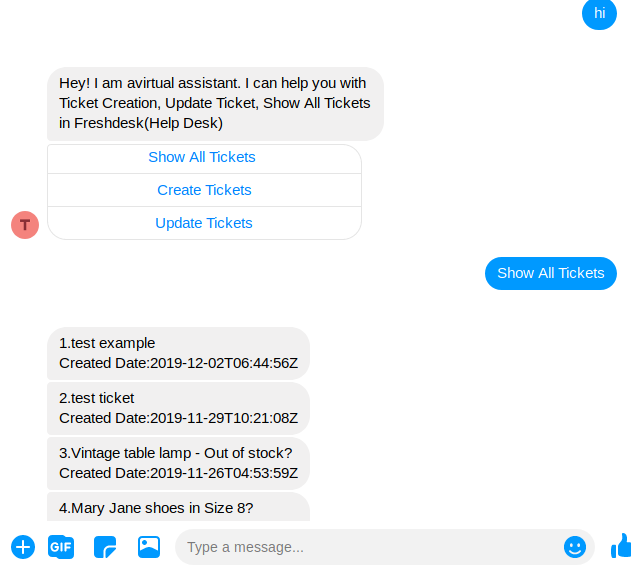 hi
Hey! I am avirtual assistant. I can help you with
Ticket Creation, Update Ticket, Show All Tickets
in Freshdesk(Help Desk)
Show All Tickets
Create Tickets
Update Tickets
T
Show All Tickets
1.test example
Created Date:2019-12-02T06:44:56Z
2.test ticket
Created Date:2019-11-29T10:21:08Z
3.Vintage table lamp - Out of stock?
Created Date:2019-11-26T04:53:59Z
4.Mary Jane shoes in Size 8?
GIF
Type a message...